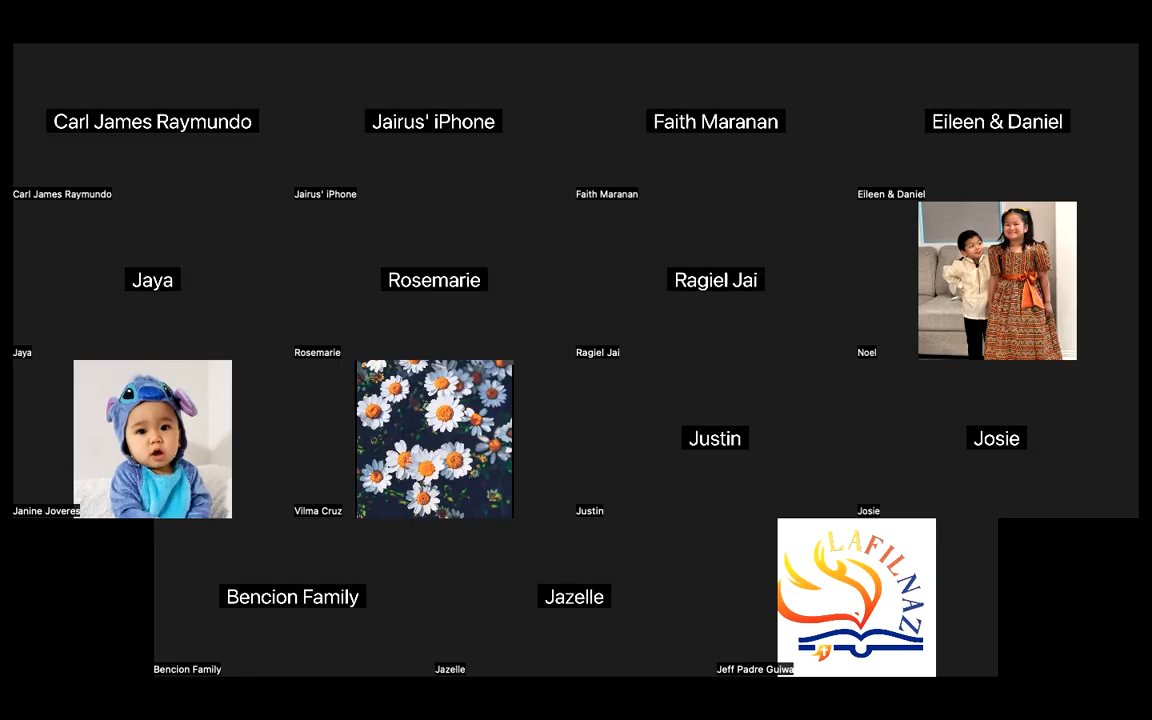 Carl James Raymundo
Jairus' iPhone
Faith Maranan
Eileen & Daniel
Carl James Raymundo
Jairus' iPhone
Faith Maranan
Eileen & Daniel
Jaya
Rosemarie
Ragiel Jai
Jaya
Rosemarie
Ragiel Jai
Noel
Justin
Josie
Janine Joveres
Vilma Cruz
Justin
Josie
LAFILNAZ
Bencion Family
Jazelle
Bencion Family
Jazelle
Jeff Padre Guiwa